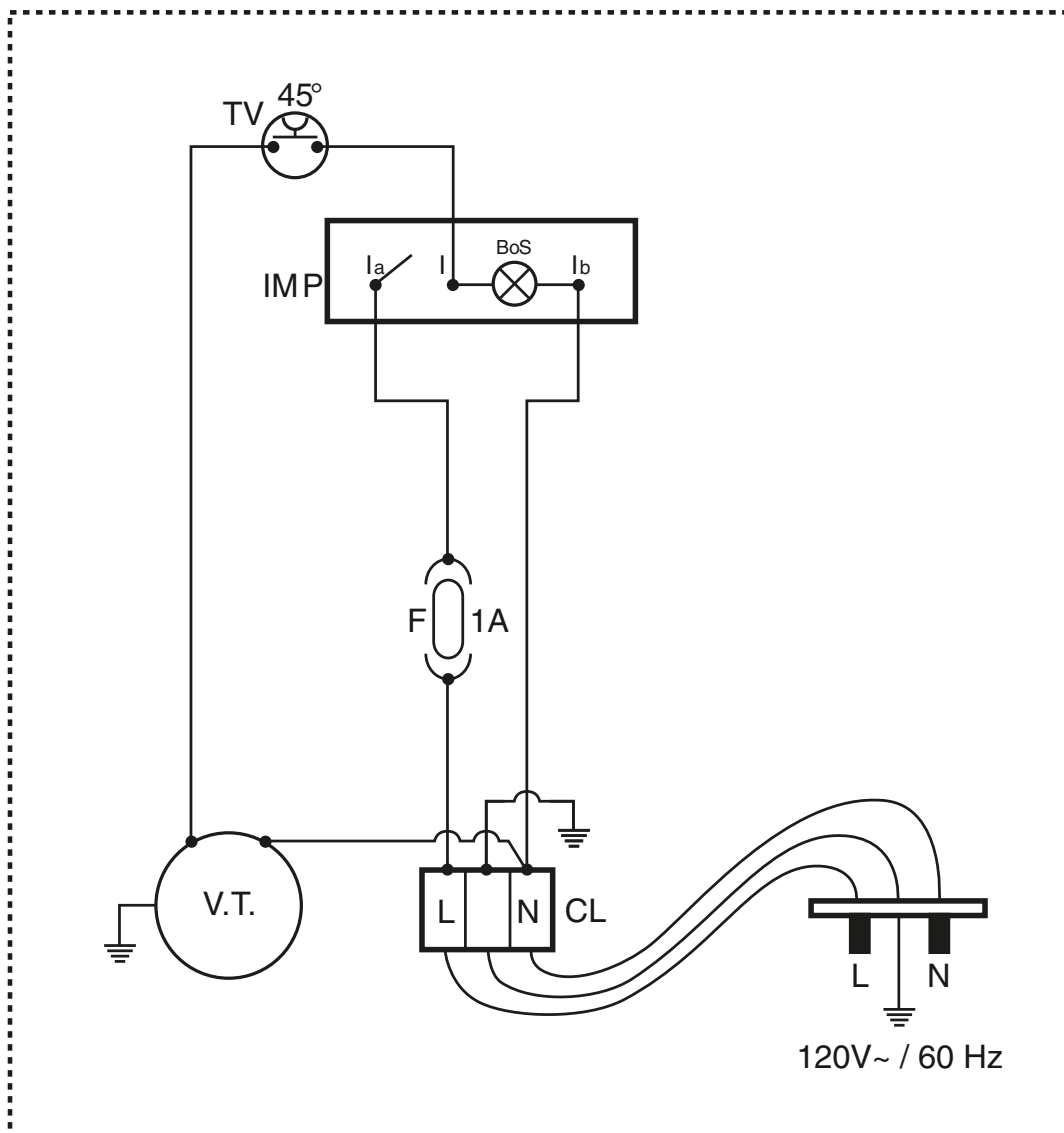 45°
TV
BoS
Ia I Ib
IMP
F 1A
V.T.
L N CL
L N
120V~ / 60 Hz